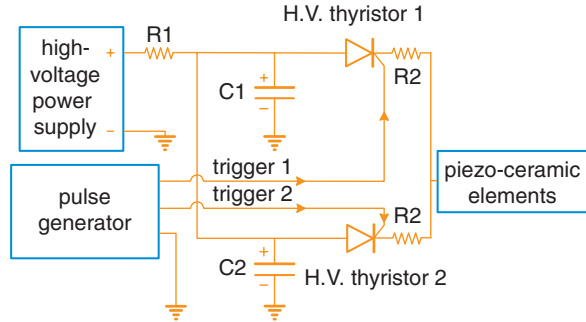 H.V. thyristor 1
high-
voltage
power
supply
+
−
R1
C1
+
−
R2
trigger 1
trigger 2
pulse
generator
piezo-ceramic
elements
R2
C2
+
−
H.V. thyristor 2